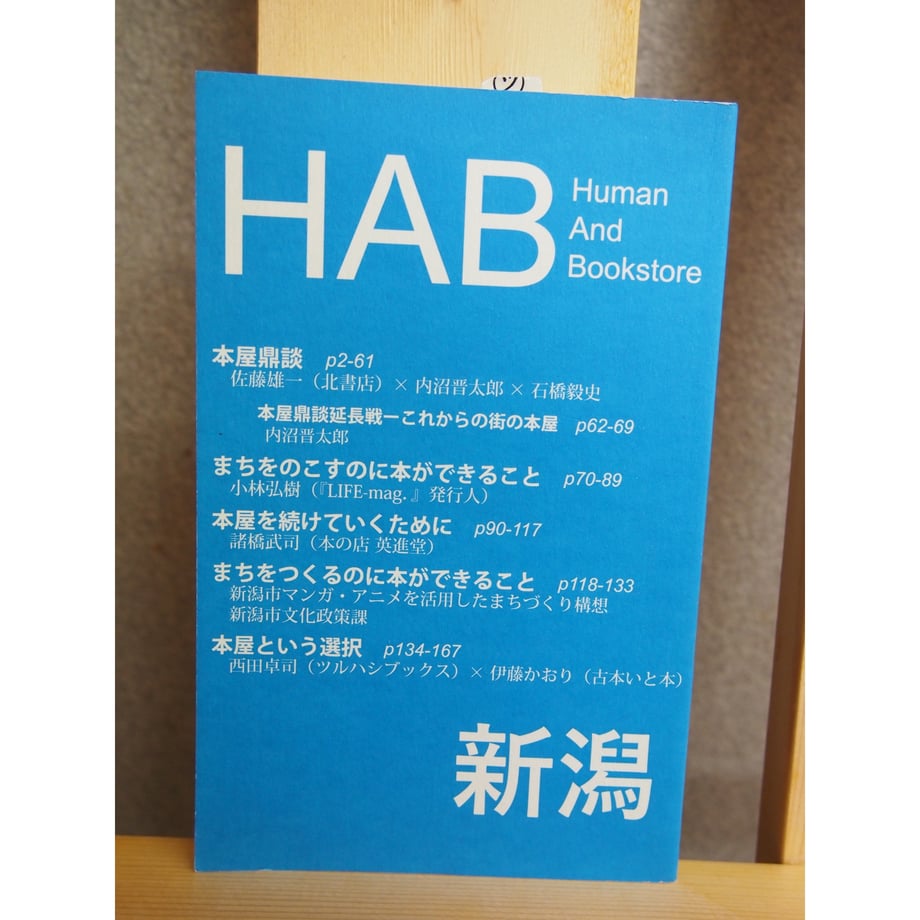 ツ
HAB
Human
And
Bookstore
本屋鼎談 p2-61
佐藤雄一（北書店）× 内沼晋太郎 × 石橋毅史
本屋鼎談延長戦ーこれからの街の本屋 p62-69
内沼晋太郎
まちをのこすのに本ができること p70-89
小林弘樹（『LIFE-mag.』発行人）
本屋を続けていくために p90-117
諸橋武司（本の店 英進堂）
まちをつくるのに本ができること p118-133
新潟市マンガ・アニメを活用したまちづくり構想
新潟市文化政策課
本屋という選択 p134-167
西田卓司（ツルハシブックス）× 伊藤かおり（古本いと本）
新潟